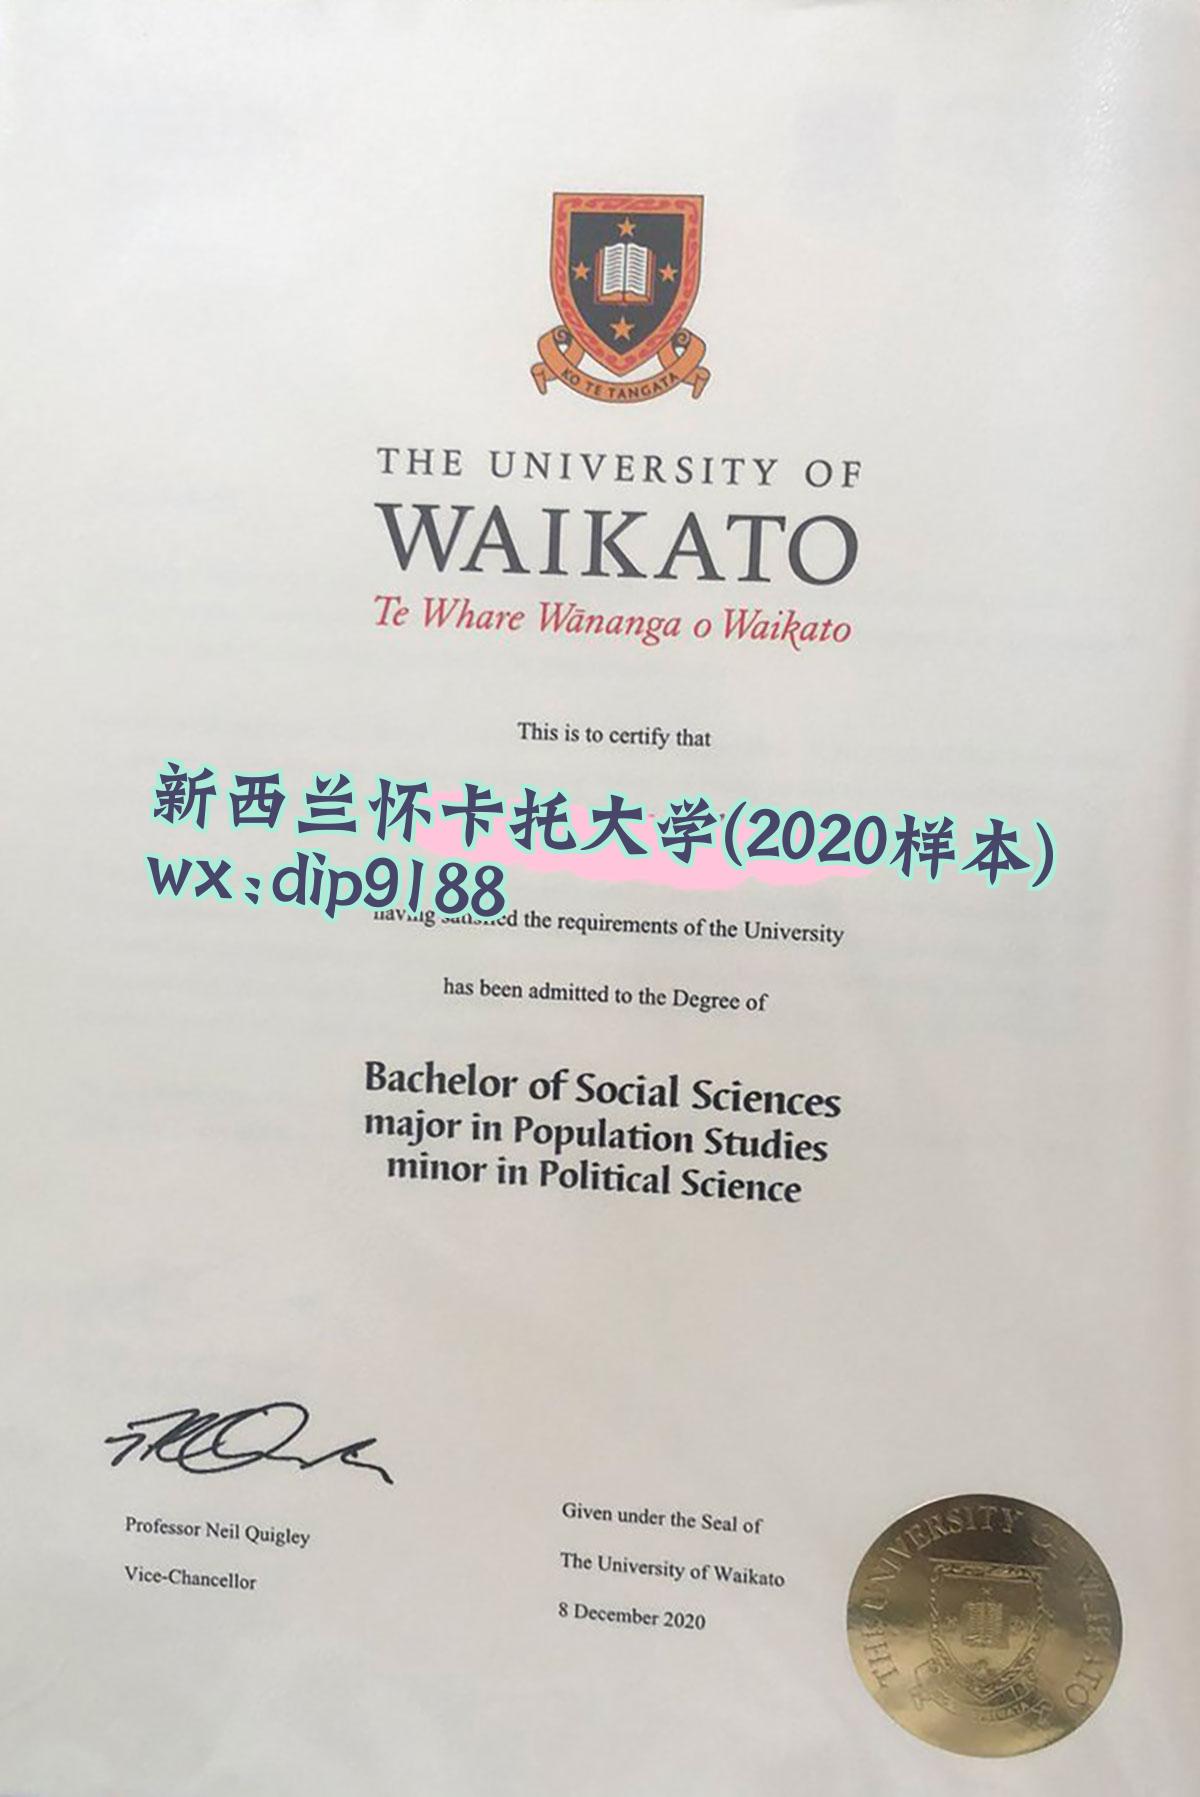 KO TE TANGATA
THE UNIVERSITY OF
WAIKATO
Te Whare Wānanga o Waikato
This is to certify that
新西兰怀卡托大学(2020样本)
wx:dip9188
having satisfied the requirements of the University
has been admitted to the Degree of
Bachelor of Social Sciences
major in Population Studies
minor in Political Science
Professor Neil Quigley
Vice-Chancellor
Given under the Seal of
The University of Waikato
8 December 2020
THE UNIVERSITY OF WAIKATO